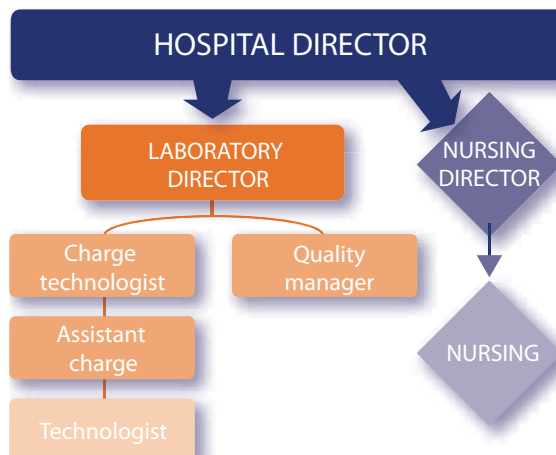 HOSPITAL DIRECTOR
LABORATORY
DIRECTOR
NURSING
DIRECTOR
Charge
technologist
Quality
manager
Assistant
charge
NURSING
Technologist